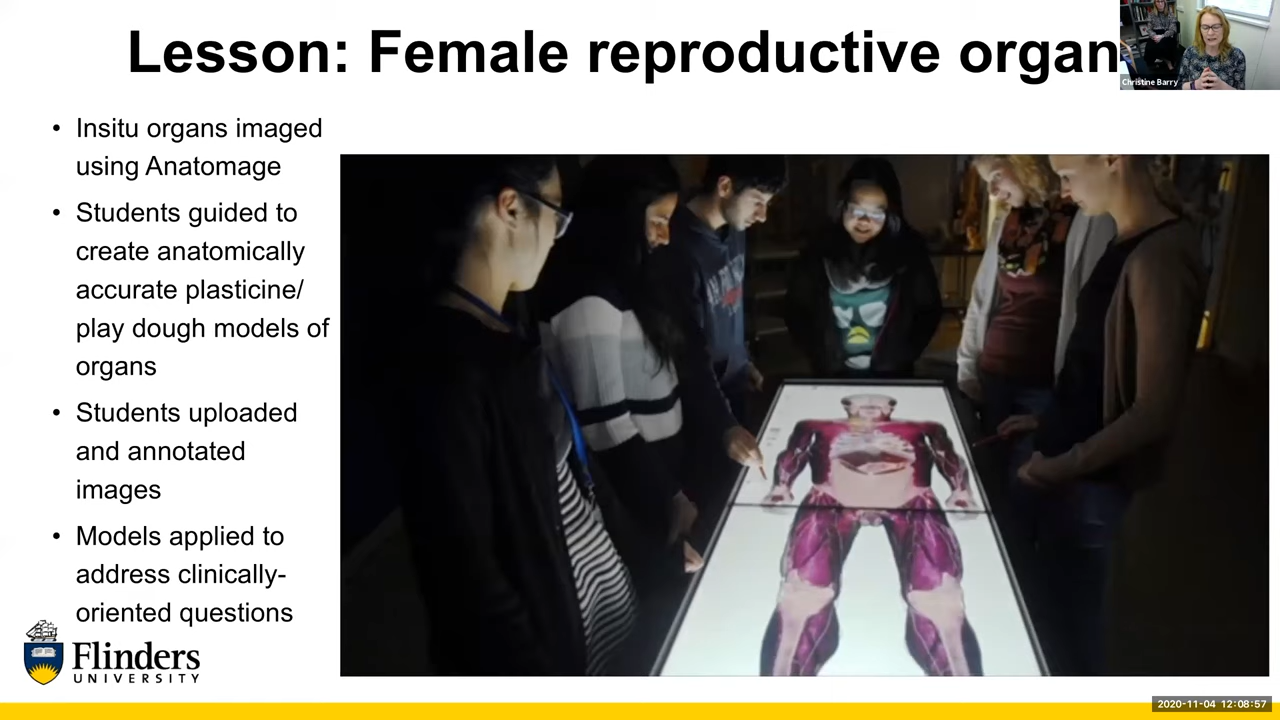 Lesson: Female reproductive organ
Christine Barry
• Insitu organs imaged
using Anatomage
• Students guided to
create anatomically
accurate plasticine/
play dough models of
organs
• Students uploaded
and annotated
images
• Models applied to
address clinically-
oriented questions
Flinders
UNIVERSITY
2020-11-04 12:08:57